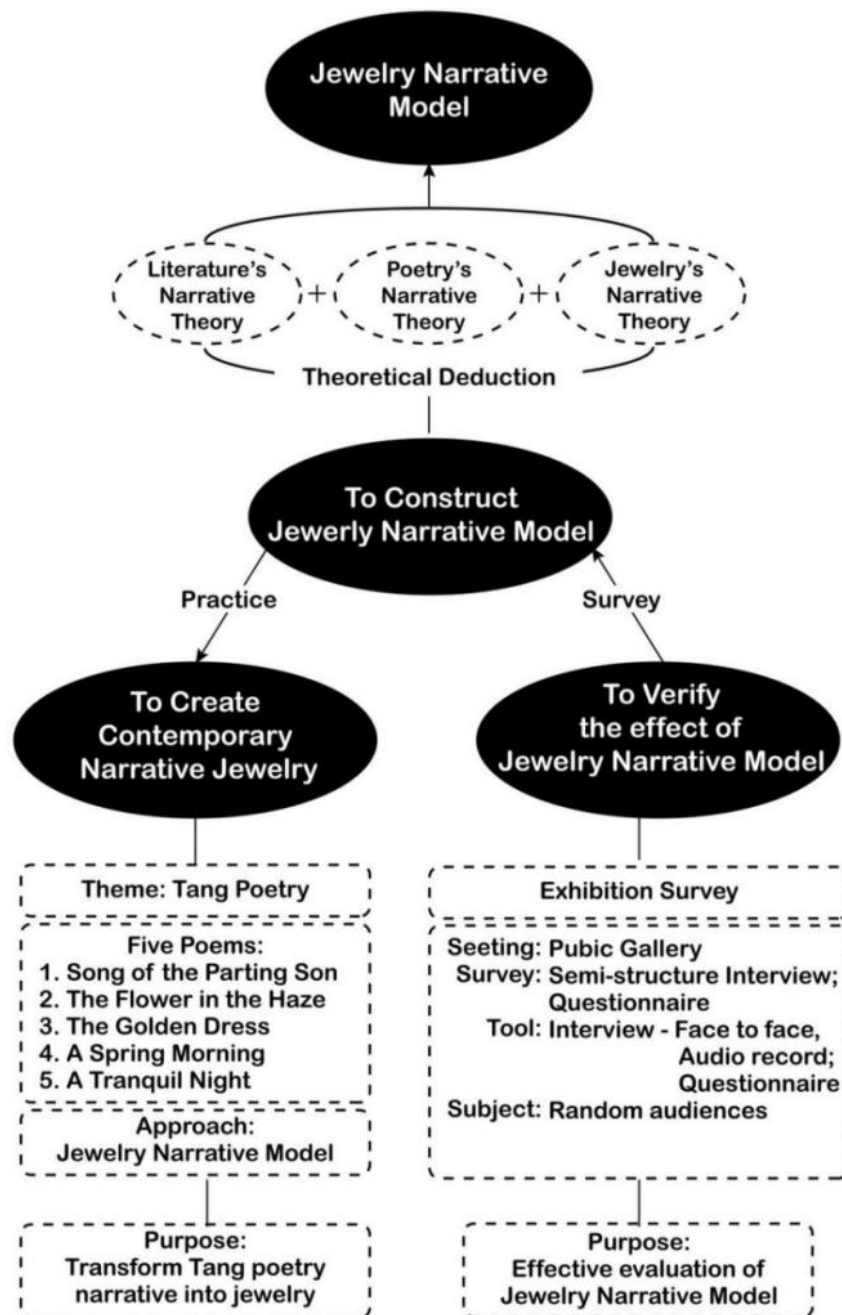 Jewelry Narrative
Model
Literature's
Narrative
Theory
+
Poetry's
Narrative
Theory
+
Jewelry's
Narrative
Theory
Theoretical Deduction
To Construct
Jewerly Narrative Model
Practice
Survey
To Create
Contemporary
Narrative Jewelry
To Verify
the effect of
Jewelry Narrative Model
Theme: Tang Poetry
Five Poems:
1. Song of the Parting Son
2. The Flower in the Haze
3. The Golden Dress
4. A Spring Morning
5. A Tranquil Night
Approach:
Jewelry Narrative Model
Purpose:
Transform Tang poetry
narrative into jewelry
Exhibition Survey
Seeting: Pubic Gallery
Survey: Semi-structure Interview;
Questionnaire
Tool: Interview - Face to face,
Audio record;
Questionnaire
Subject: Random audiences
Purpose:
Effective evaluation of
Jewelry Narrative Model